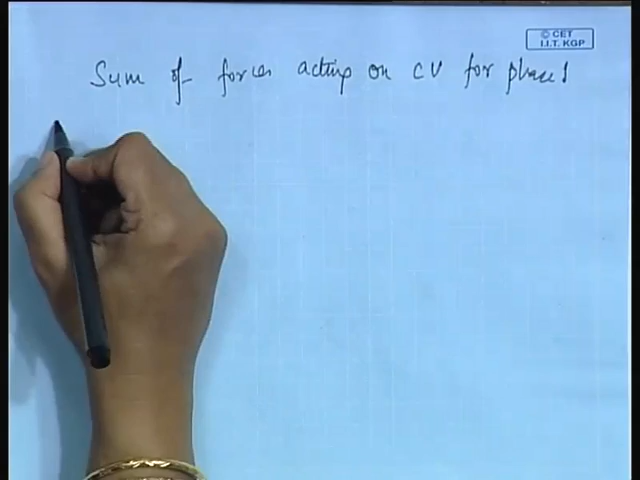 © CET
I.I.T. KGP
Sum of forces acting on CV for phase 1